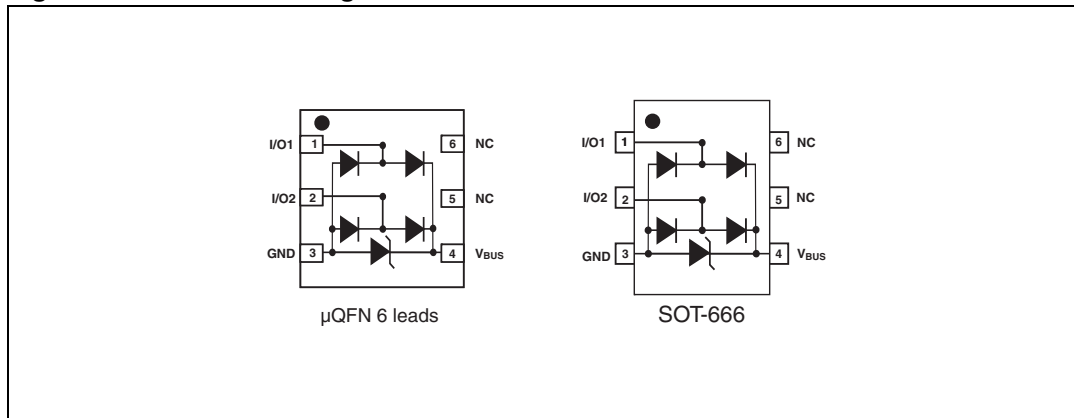 I/O1 1 6 NC
I/O2 2 5 NC
GND 3 4 VBUS
µQFN 6 leads
I/O1 1 6 NC
I/O2 2 5 NC
GND 3 4 VBUS
SOT-666